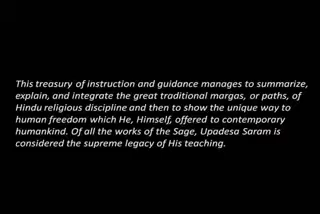 This treasury of instruction and guidance manages to summarize,
explain, and integrate the great traditional margas, or paths, of
Hindu religious discipline and then to show the unique way to
human freedom which He, Himself, offered to contemporary
humankind. Of all the works of the Sage, Upadesa Saram is
considered the supreme legacy of His teaching.